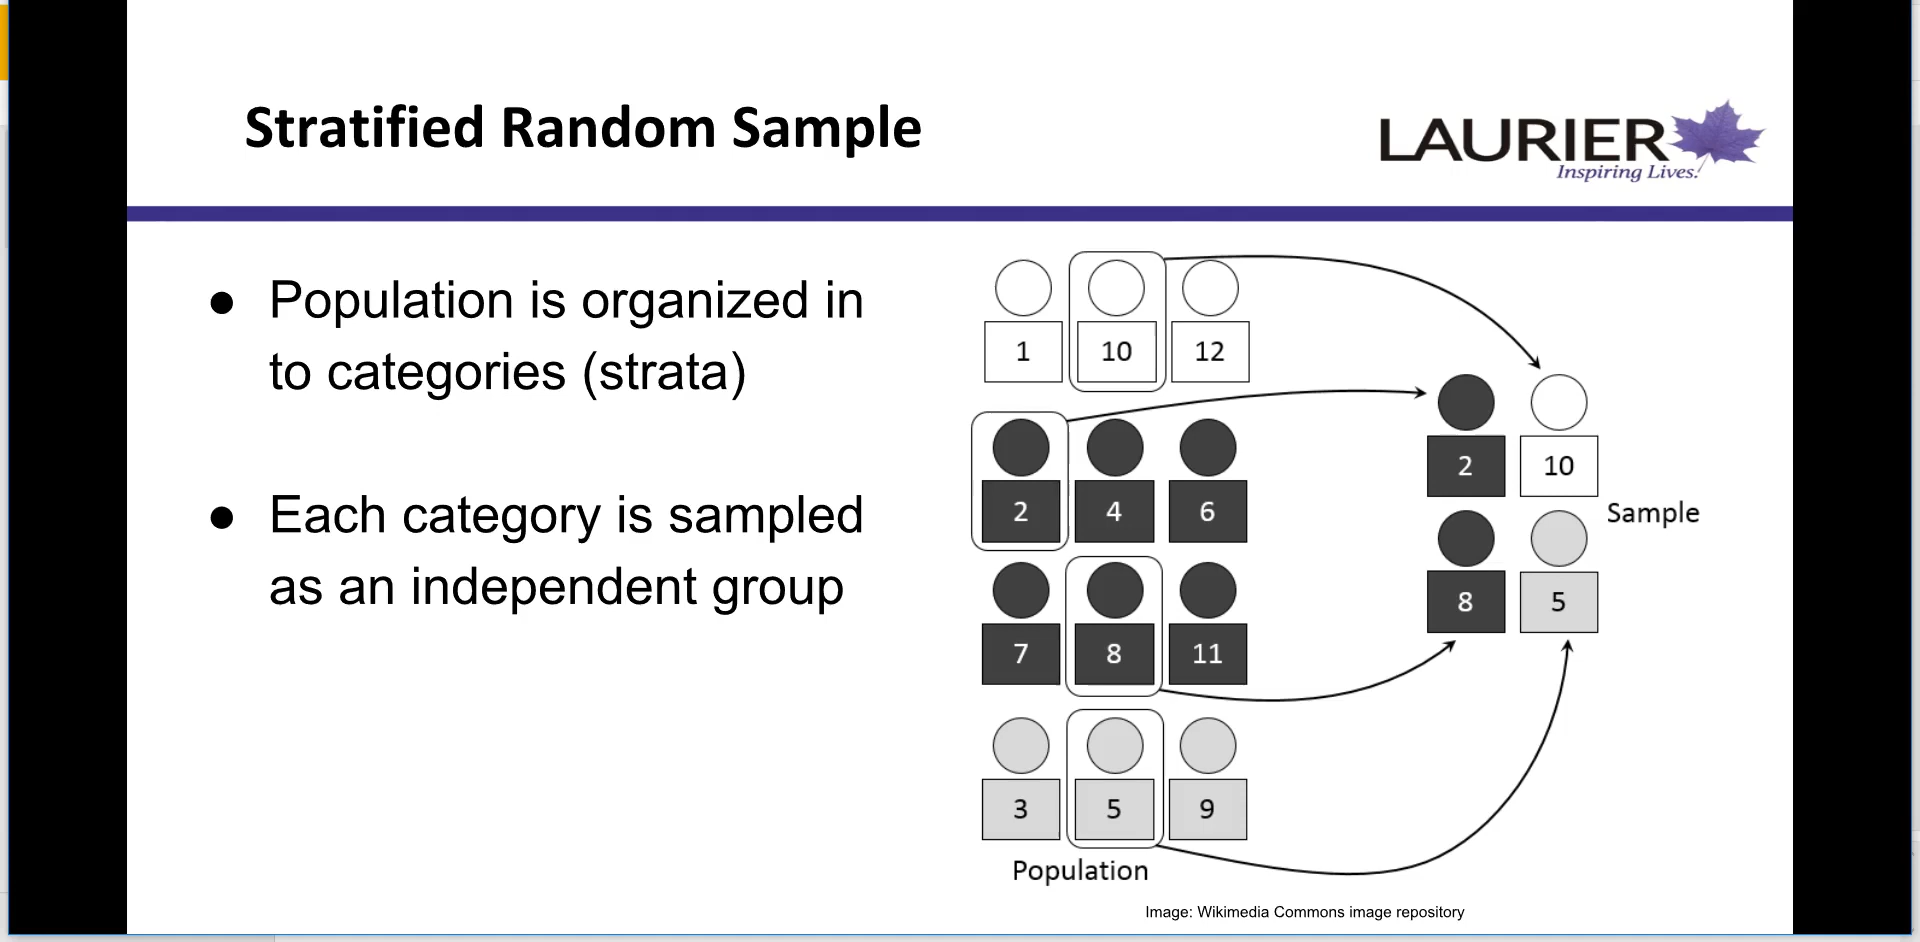 Stratified Random Sample
LAURIER
Inspiring Lives.
● Population is organized in
to categories (strata)
● Each category is sampled
as an independent group
1 10 12
2 4 6
7 8 11
3 5 9
Population
2 10
8 5
Sample
Image: Wikimedia Commons image repository